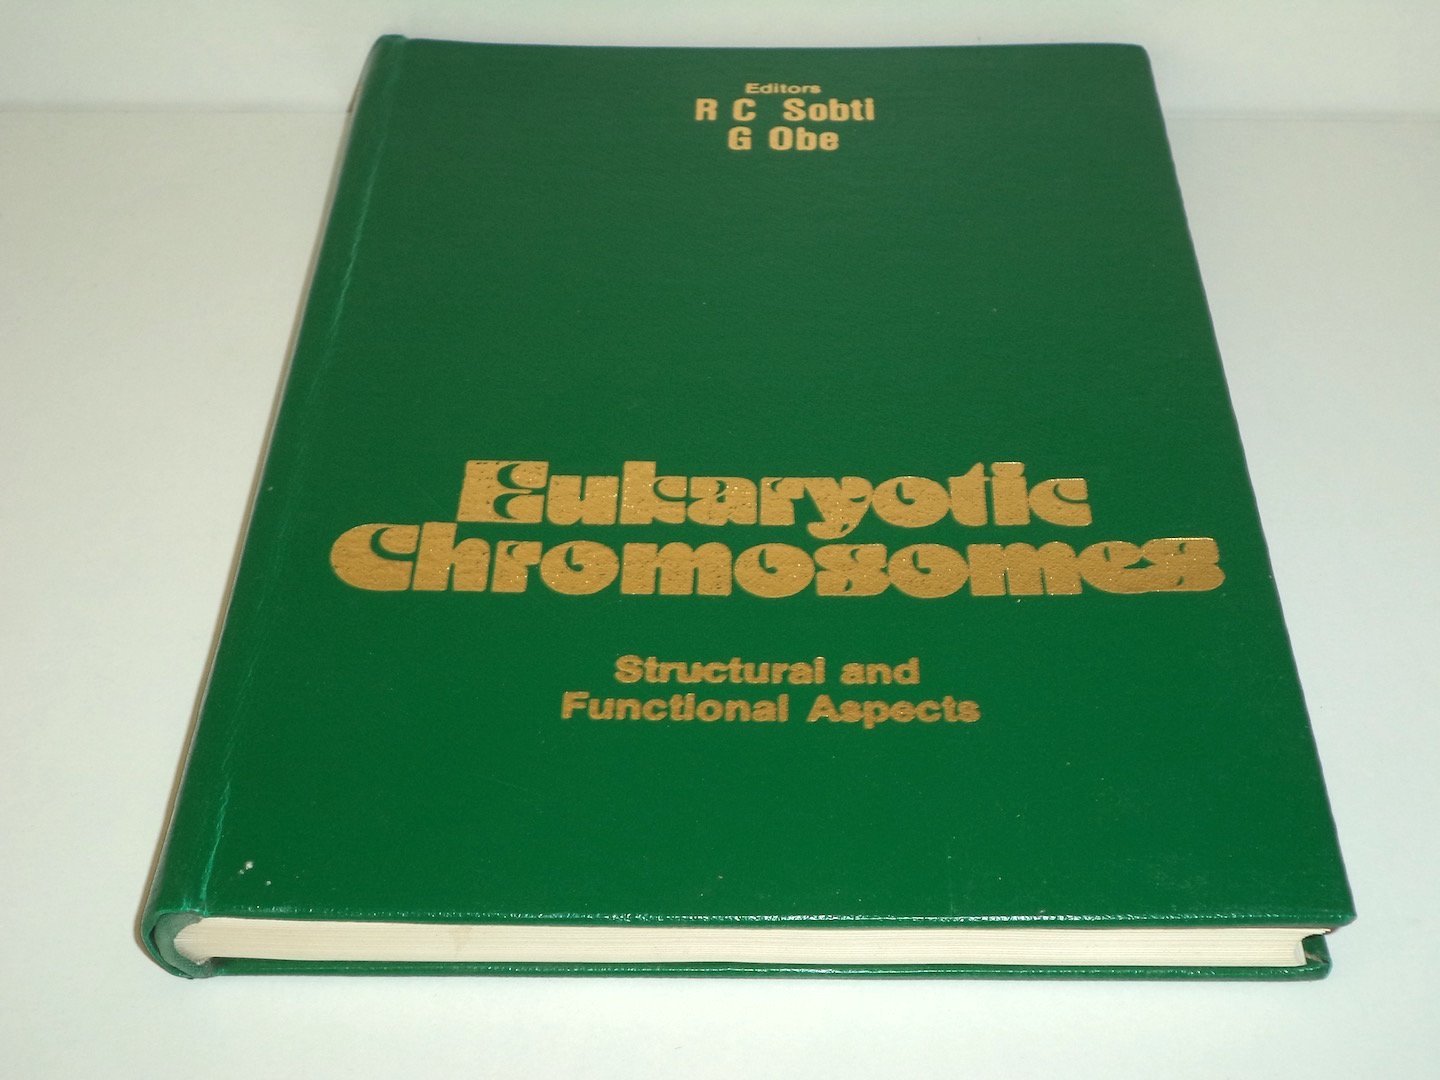 Editors
R C Sobti
G Obe
Eukaryotic
Chromosomes
Structural and
Functional Aspects